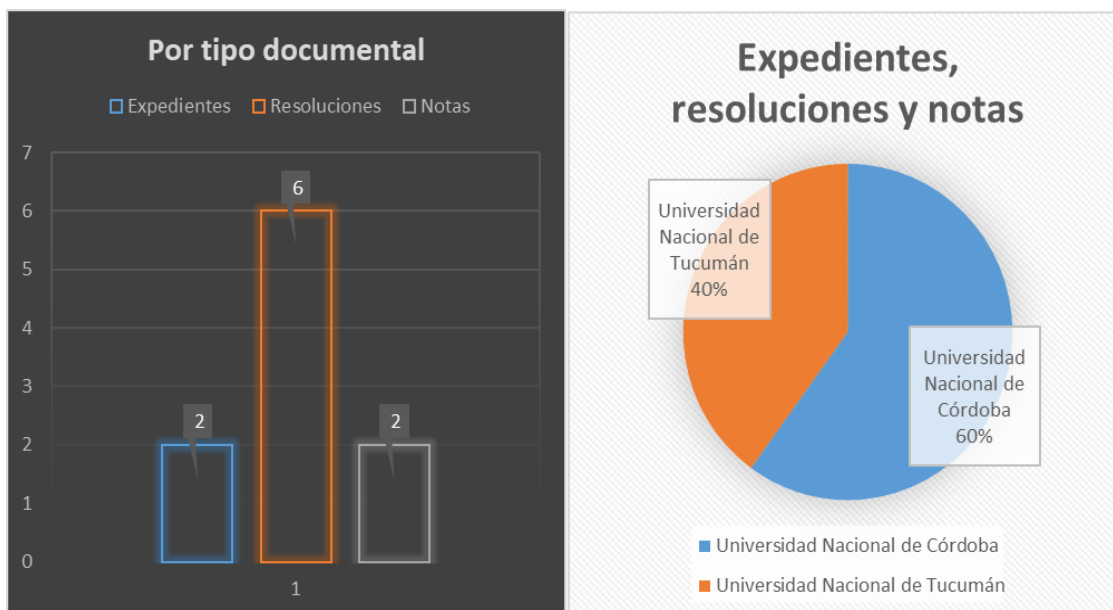 Por tipo documental
Expedientes Resoluciones Notas
7
6
5
4
3
2
1
0
2
6
2
1
Expedientes,
resoluciones y notas
Universidad
Nacional de
Tucumán
40%
Universidad
Nacional de
Córdoba
60%
Universidad Nacional de Córdoba
Universidad Nacional de Tucumán